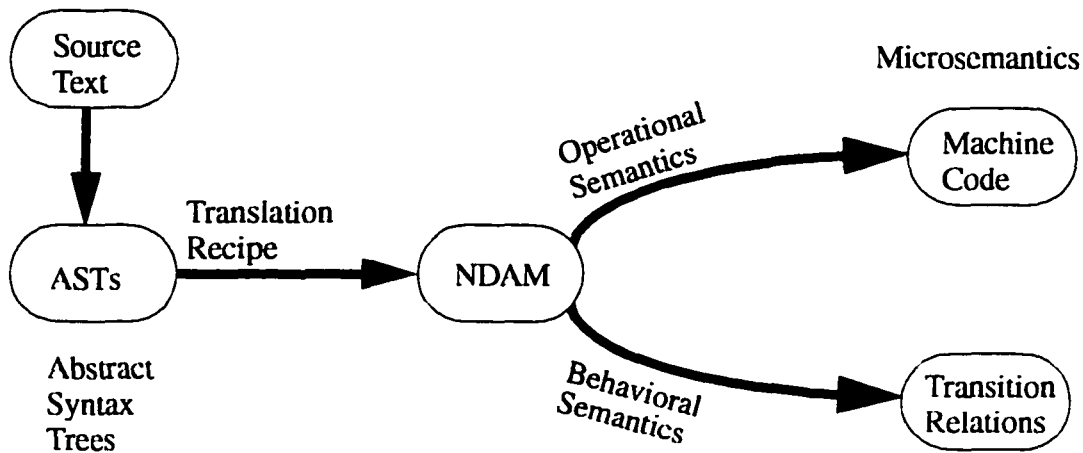 Source
Text
Microsemantics
Operational
Semantics
Machine
Code
Translation
Recipe
ASTs
NDAM
Abstract
Syntax
Trees
Behavioral
Semantics
Transition
Relations